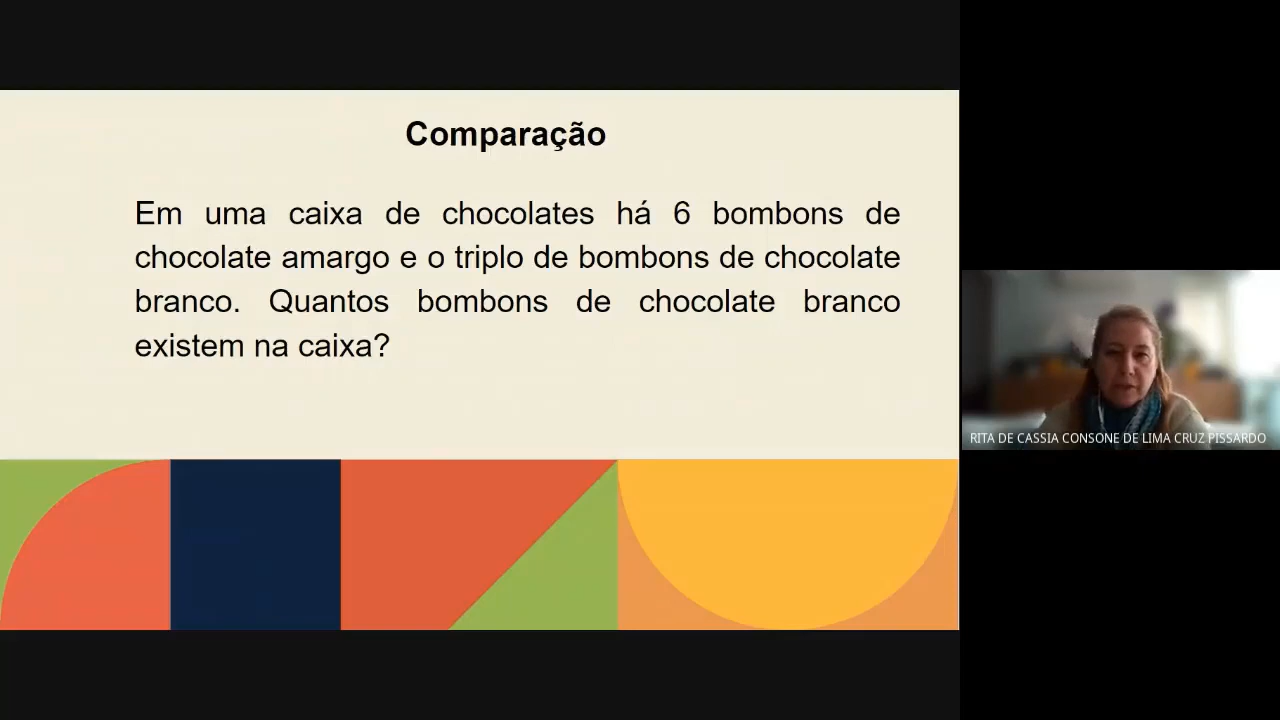 Comparação
Em uma caixa de chocolates há 6 bombons de
chocolate amargo e o triplo de bombons de chocolate
branco. Quantos bombons de chocolate branco
existem na caixa?
RITA DE CASSIA CONSONE DE LIMA CRUZ PISSARDO